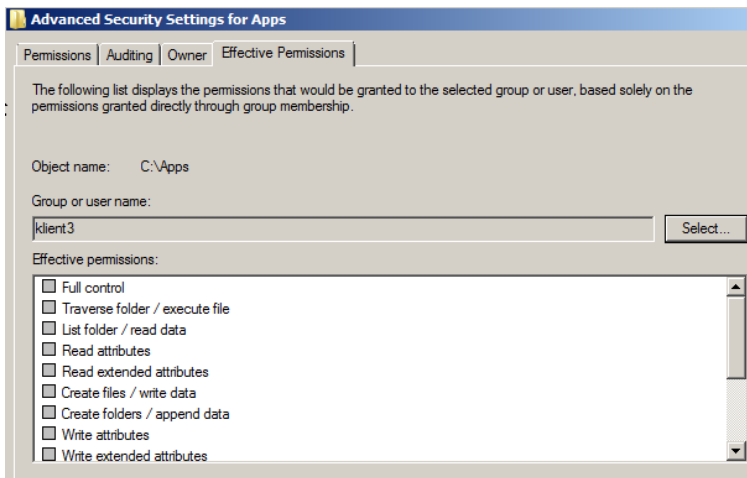 Advanced Security Settings for Apps
Permissions Auditing Owner Effective Permissions
The following list displays the permissions that would be granted to the selected group or user, based solely on the
permissions granted directly through group membership.
Object name: C:\Apps
Group or user name:
klient3 Select...
Effective permissions:
Full control
Traverse folder / execute file
List folder / read data
Read attributes
Read extended attributes
Create files / write data
Create folders / append data
Write attributes
Write extended attributes